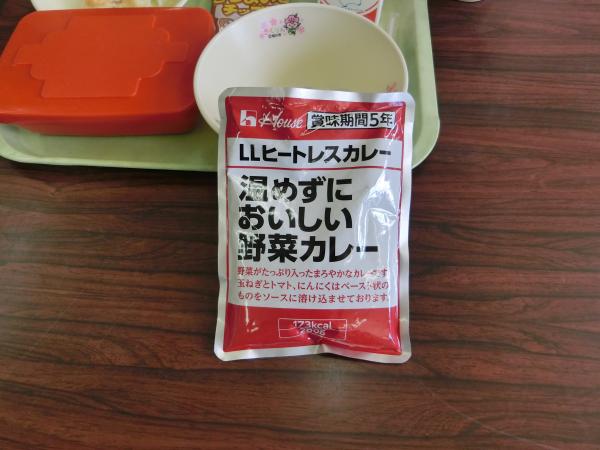 House 賞味期間5年
LLヒートレスカレー
温めずに
おいしい
野菜カレー
野菜がたっぷり入ったまろやかなカレーです
玉ねぎとトマト、にんにくはペースト状の
ものをソースに溶け込ませております。
173kcal
200g